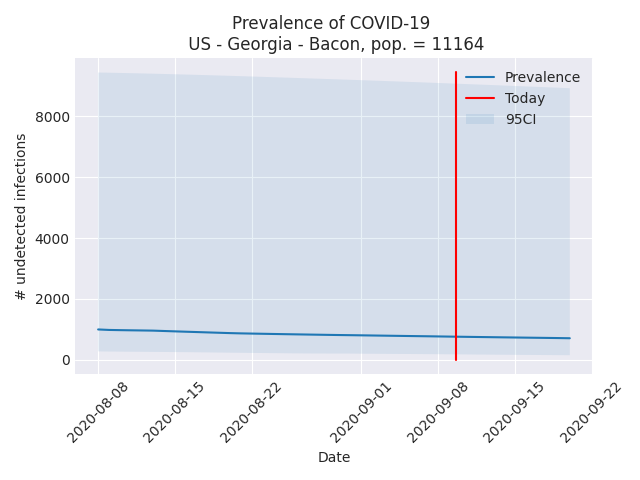 Prevalence of COVID-19
US - Georgia - Bacon, pop. = 11164
Prevalence
Today
95CI
# undetected infections
8000
6000
4000
2000
0
2020-08-08
2020-08-15
2020-08-22
2020-09-01
2020-09-08
2020-09-15
2020-09-22
Date